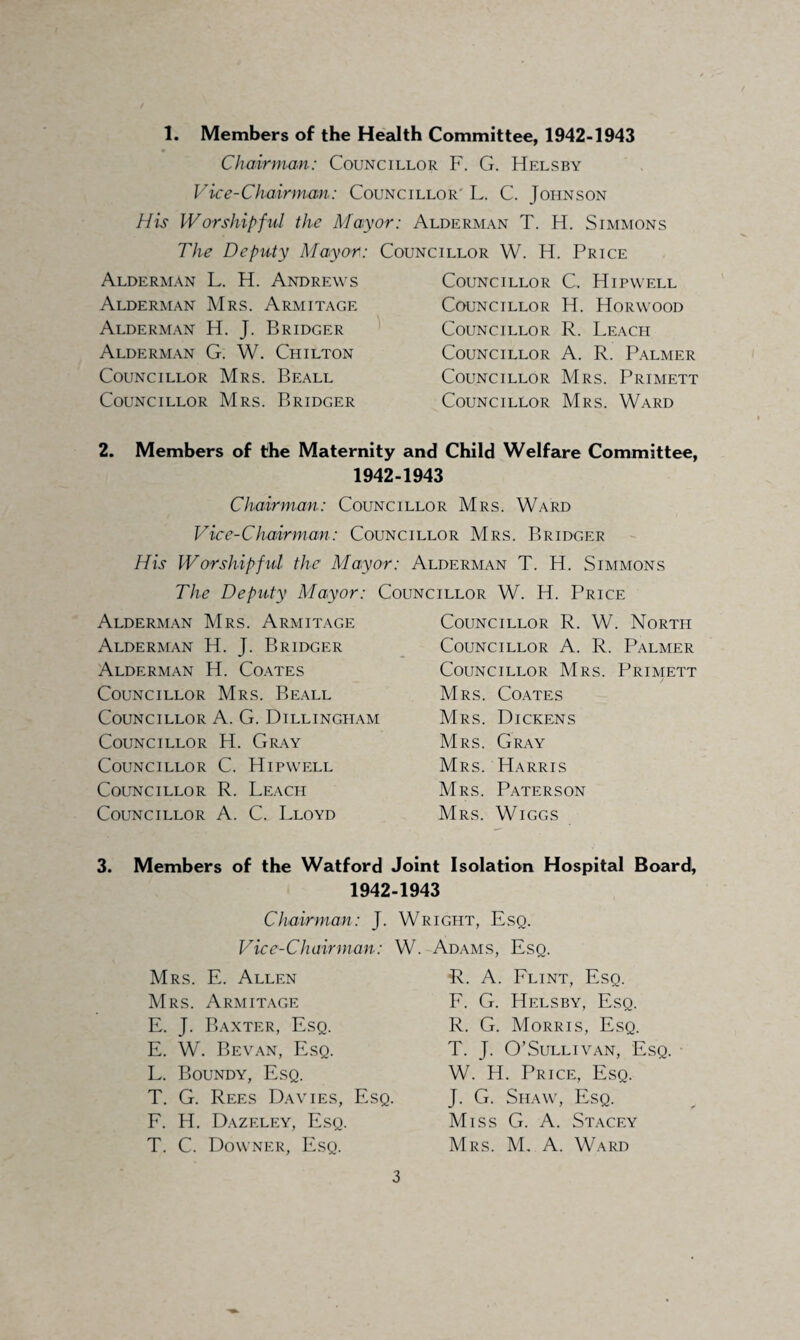 1. Members of the Health Committee, 1942-1943
Chairman: Councillor F. G. Helsby
Vice-Chairman: Councillor L. C. Johnson
His Worshipful the Mayor: Alderman T. H. Simmons
The Deputy Mayor: Councillor W. H. Price
Alderman L. H. Andrews
Alderman Mrs. Armitage
Alderman H. J. Bridger
Alderman G. W. Chilton
Councillor Mrs. Beall
Councillor Mrs. Bridger
Councillor C. Hipwell
Councillor H. Horwood
Councillor R. Leach
Councillor A. R. Palmer
Councillor Mrs. Primett
Councillor Mrs. Ward
2. Members of the Maternity and Child Welfare Committee,
1942-1943
Chairman: Councillor Mrs. Ward
Vice-Chairman: Councillor Mrs. Bridger
His Worshipful the Mayor: Alderman T. H. Simmons
The Deputy Mayor: Councillor W. H. Price
Alderman Mrs. Armitage
Alderman H. J. Bridger
Alderman H. Coates
Councillor Mrs. Beall
Councillor A. G. Dillingham
Councillor H. Gray
Councillor C. Hipwell
Councillor R. Leach
Councillor A. C. Lloyd
Councillor R. W. North
Councillor A. R. Palmer
Councillor Mrs. Primett
Mrs. Coates
Mrs. Dickens
Mrs. Gray
Mrs. Harris
Mrs. Paterson
Mrs. Wiggs
3. Members of the Watford Joint Isolation Hospital Board,
1942-1943
Chairman: J. Wright, Esq.
Vice-Chairman: W. Adams, Esq.
Mrs. E. Allen
Mrs. Armitage
E. J. Baxter, Esq.
E. W. Bevan, Esq.
L. Boundy, Esq.
T. G. Rees Davies, Esq.
F. H. Dazeley, Esq.
T. C. Downer, Esq.
R. A. Flint, Esq.
F. G. Helsby, Esq.
R. G. Morris, Esq.
T. J. O'Sullivan, Esq.
W. H. Price, Esq.
J. G. Shaw, Esq.
Miss G. A. Stacey
Mrs. M. A. Ward
3